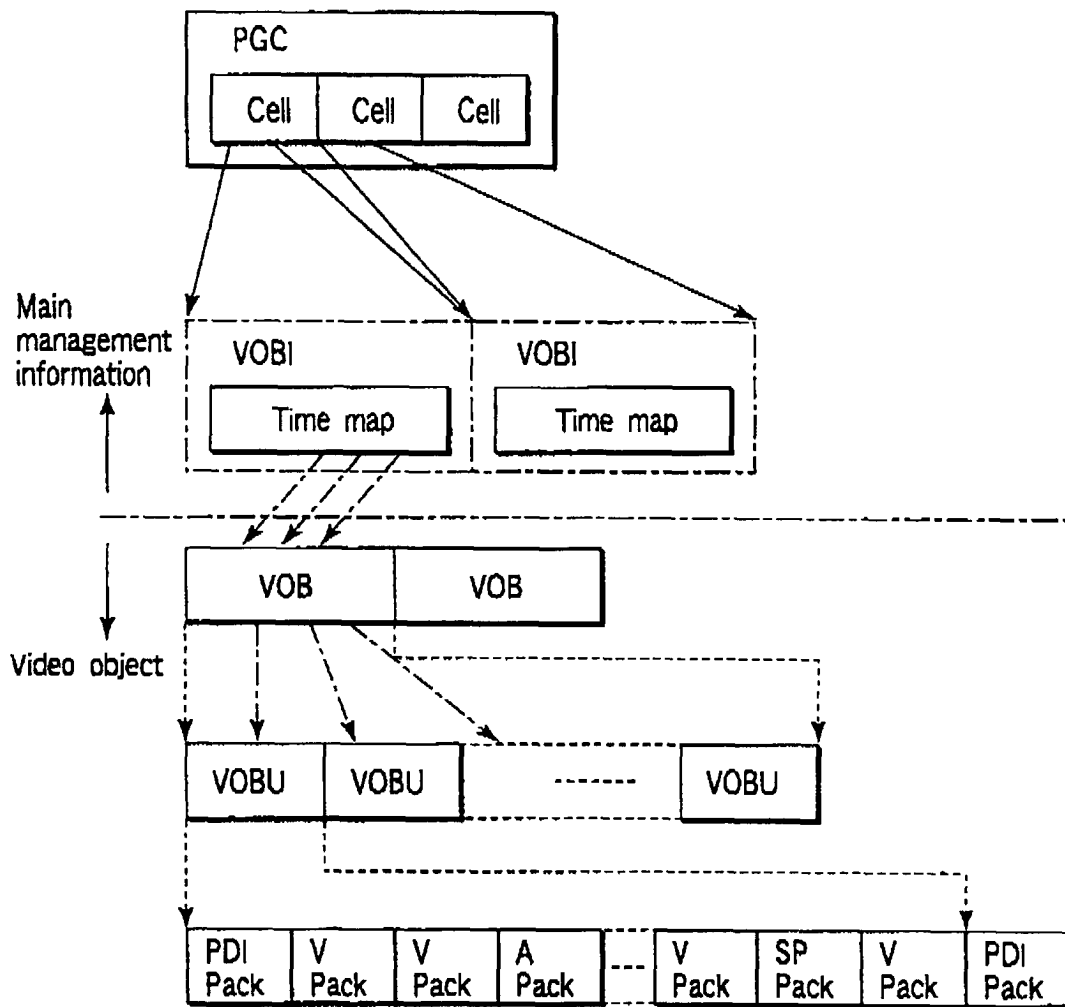 PGC
Cell Cell Cell
Main
management
information
VOBI VOBI
Time map Time map
VOB VOB
Video object
VOBU VOBU VOBU
PDI V V A V SP V PDI
Pack Pack Pack Pack Pack Pack Pack Pack